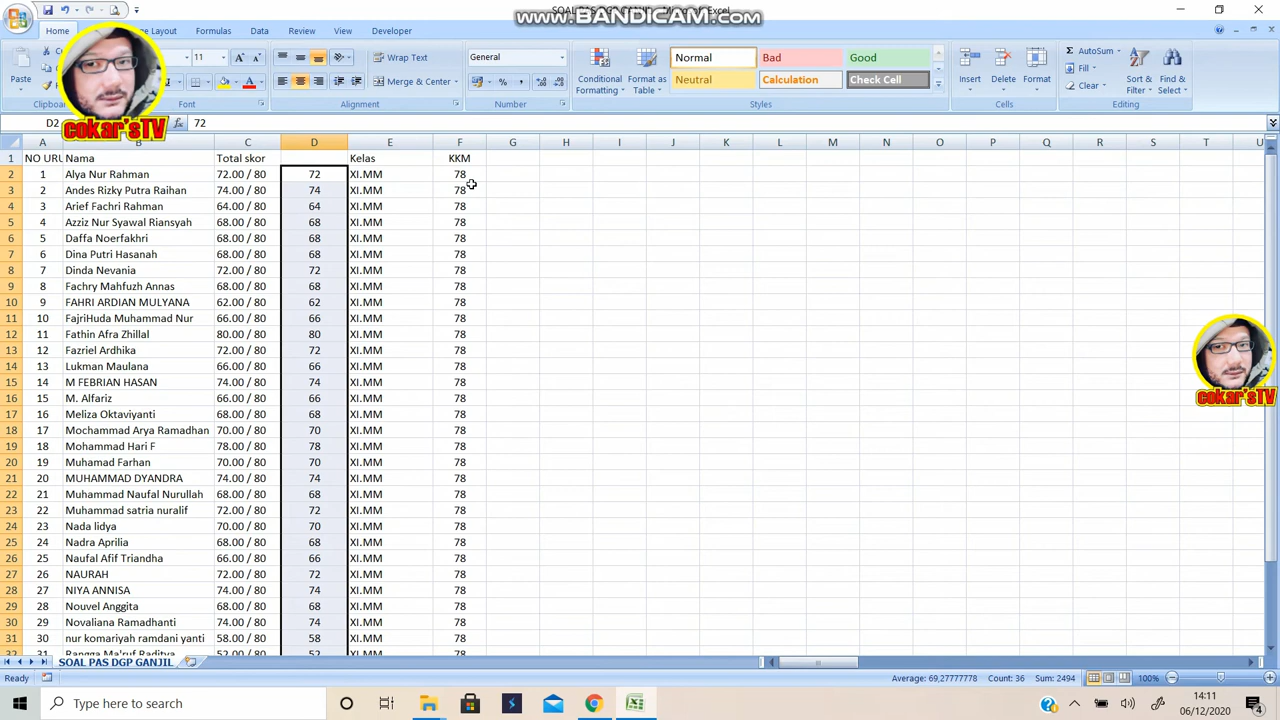 SOAL PAS DGP GANJIL
Microsoft Excel
www.BANDICAM.com
Home
Layout
Formulas
Data
Review
View
Developer
Paste
Clipboard
11
Font
Wrap Text
Merge & Center
Alignment
General
% ,
Number
Conditional Formatting
Format as Table
Normal
Bad
Good
Neutral
Calculation
Check Cell
Styles
Insert
Delete
Format
Cells
Σ AutoSum
Fill
Clear
Sort &
Find & Select
Editing
cokar'sTV
D2
fx
72
A B C D E F G H I J K L M N O P Q R S T U
1 NO URU Nama Total skor Kelas KKM
2 1 Alya Nur Rahman 72.00 / 80 72 XI.MM 78
3 2 Andes Rizky Putra Raihan 74.00 / 80 74 XI.MM 78
4 3 Arief Fachri Rahman 64.00 / 80 64 XI.MM 78
5 4 Azziz Nur Syawal Riansyah 68.00 / 80 68 XI.MM 78
6 5 Daffa Noerfakhri 68.00 / 80 68 XI.MM 78
7 6 Dina Putri Hasanah 68.00 / 80 68 XI.MM 78
8 7 Dinda Nevania 72.00 / 80 72 XI.MM 78
9 8 Fachry Mahfuzh Annas 68.00 / 80 68 XI.MM 78
10 9 FAHRI ARDIAN MULYANA 62.00 / 80 62 XI.MM 78
11 10 FajriHuda Muhammad Nur 66.00 / 80 66 XI.MM 78
12 11 Fathin Afra Zhillal 80.00 / 80 80 XI.MM 78
13 12 Fazriel Ardhika 72.00 / 80 72 XI.MM 78
14 13 Lukman Maulana 66.00 / 80 66 XI.MM 78
15 14 M FEBRIAN HASAN 74.00 / 80 74 XI.MM 78
16 15 M. Alfariz 66.00 / 80 66 XI.MM 78
17 16 Meliza Oktaviyanti 68.00 / 80 68 XI.MM 78
18 17 Mochammad Arya Ramadhan 70.00 / 80 70 XI.MM 78
19 18 Mohammad Hari F 78.00 / 80 78 XI.MM 78
20 19 Muhamad Farhan 70.00 / 80 70 XI.MM 78
21 20 MUHAMMAD DYANDRA 74.00 / 80 74 XI.MM 78
22 21 Muhammad Naufal Nurullah 68.00 / 80 68 XI.MM 78
23 22 Muhammad satria nuralif 72.00 / 80 72 XI.MM 78
24 23 Nada lidya 70.00 / 80 70 XI.MM 78
25 24 Nadra Aprilia 68.00 / 80 68 XI.MM 78
26 25 Naufal Afif Triandha 66.00 / 80 66 XI.MM 78
27 26 NAURAH 72.00 / 80 72 XI.MM 78
28 27 NIYA ANNISA 74.00 / 80 74 XI.MM 78
29 28 Nouvel Anggita 68.00 / 80 68 XI.MM 78
30 29 Novaliana Ramadhanti 74.00 / 80 74 XI.MM 78
31 30 nur komariyah ramdani yanti 58.00 / 80 58 XI.MM 78
32 31 Rangga Ma'ruf Raditya 52.00 / 80 52 XI.MM 78
cokar'sTV
SOAL PAS DGP GANJIL
Ready
Average: 69,27777778 Count: 36 Sum: 2494
100%
Type here to search
14:11
06/12/2020
4